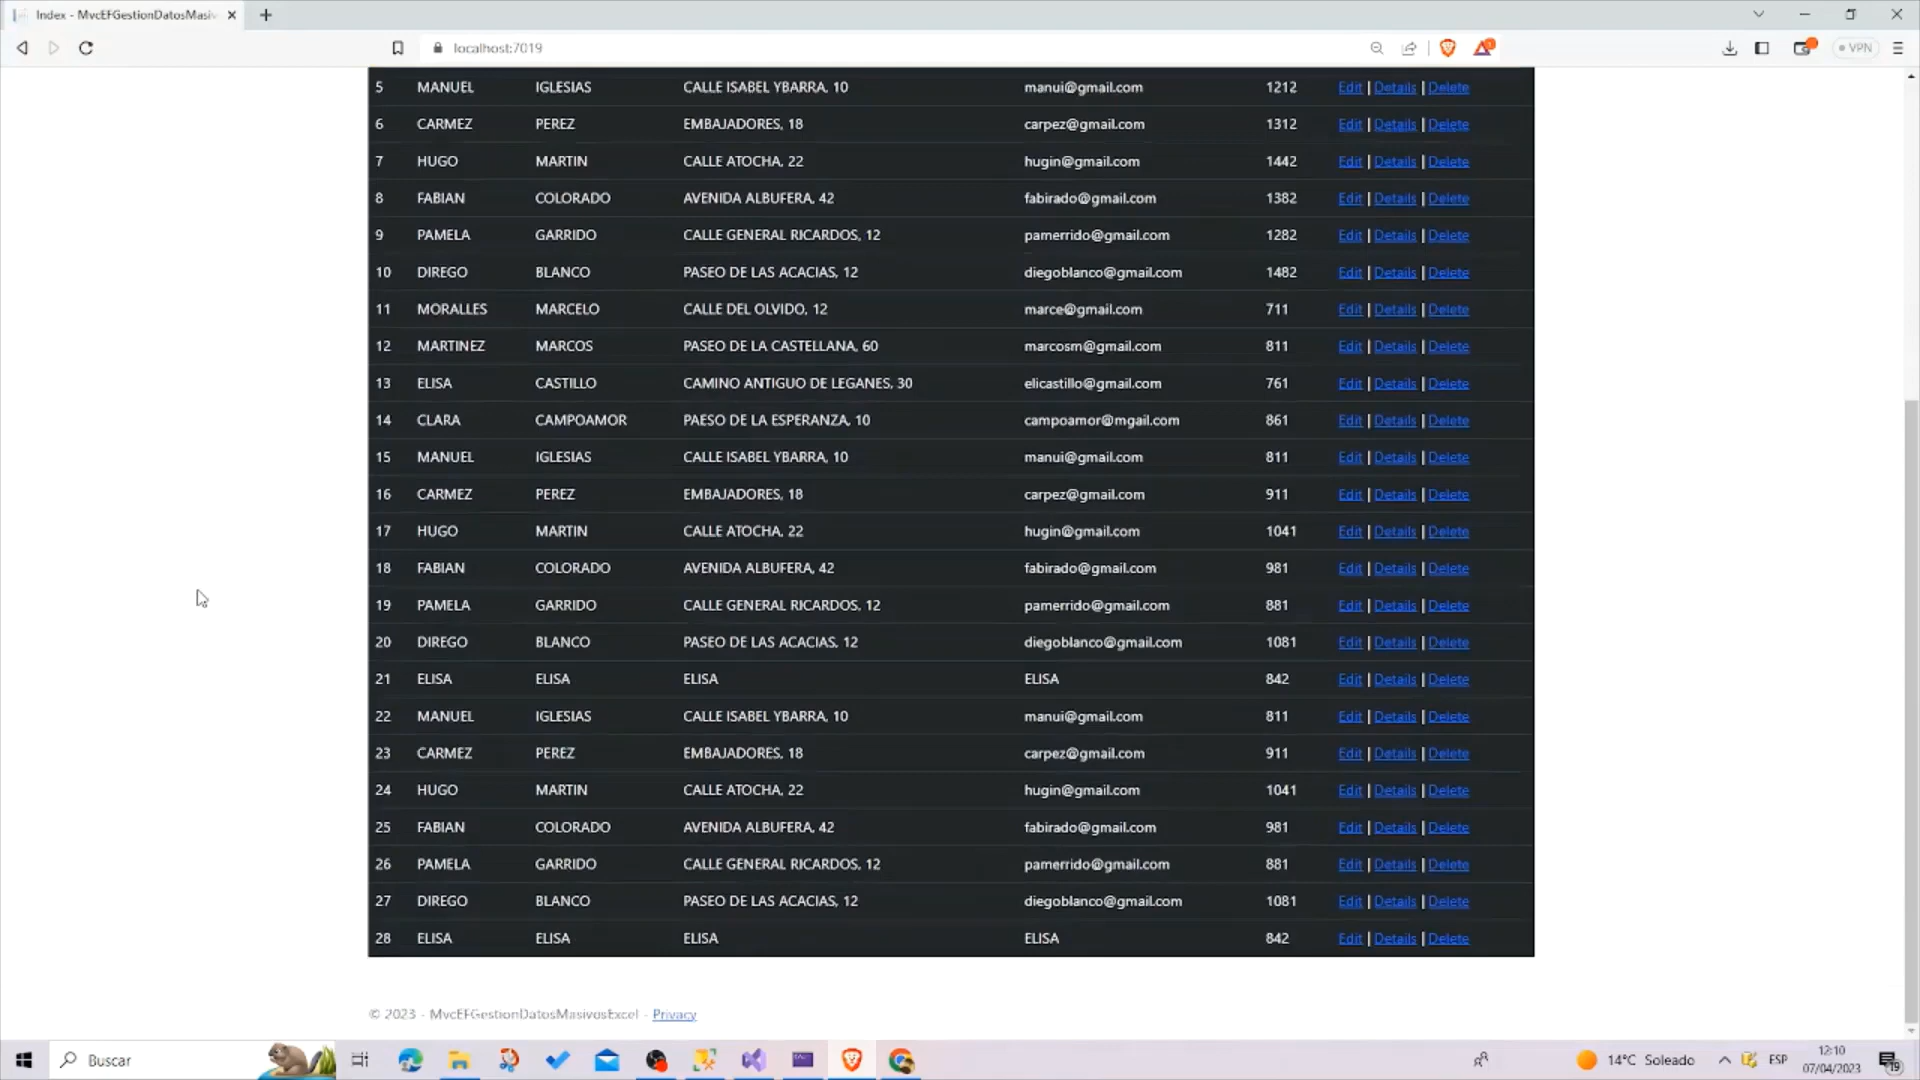 Index - MvcEFGestionDatosMasiv
localhost:7019
VPN
5 MANUEL IGLESIAS CALLE ISABEL YBARRA, 10 manui@gmail.com 1212 Edit | Details | Delete
6 CARMEZ PEREZ EMBAJADORES, 18 carpez@gmail.com 1312 Edit | Details | Delete
7 HUGO MARTIN CALLE ATOCHA, 22 hugin@gmail.com 1442 Edit | Details | Delete
8 FABIAN COLORADO AVENIDA ALBUFERA, 42 fabirado@gmail.com 1382 Edit | Details | Delete
9 PAMELA GARRIDO CALLE GENERAL RICARDOS, 12 pamerrido@gmail.com 1282 Edit | Details | Delete
10 DIREGO BLANCO PASEO DE LAS ACACIAS, 12 diegoblanco@gmail.com 1482 Edit | Details | Delete
11 MORALLES MARCELO CALLE DEL OLVIDO, 12 marce@gmail.com 711 Edit | Details | Delete
12 MARTINEZ MARCOS PASEO DE LA CASTELLANA, 60 marcosm@gmail.com 811 Edit | Details | Delete
13 ELISA CASTILLO CAMINO ANTIGUO DE LEGANES, 30 elicastillo@gmail.com 761 Edit | Details | Delete
14 CLARA CAMPOAMOR PAESO DE LA ESPERANZA, 10 campoamor@mgail.com 861 Edit | Details | Delete
15 MANUEL IGLESIAS CALLE ISABEL YBARRA, 10 manui@gmail.com 811 Edit | Details | Delete
16 CARMEZ PEREZ EMBAJADORES, 18 carpez@gmail.com 911 Edit | Details | Delete
17 HUGO MARTIN CALLE ATOCHA, 22 hugin@gmail.com 1041 Edit | Details | Delete
18 FABIAN COLORADO AVENIDA ALBUFERA, 42 fabirado@gmail.com 981 Edit | Details | Delete
19 PAMELA GARRIDO CALLE GENERAL RICARDOS, 12 pamerrido@gmail.com 881 Edit | Details | Delete
20 DIREGO BLANCO PASEO DE LAS ACACIAS, 12 diegoblanco@gmail.com 1081 Edit | Details | Delete
21 ELISA ELISA ELISA ELISA 842 Edit | Details | Delete
22 MANUEL IGLESIAS CALLE ISABEL YBARRA, 10 manui@gmail.com 811 Edit | Details | Delete
23 CARMEZ PEREZ EMBAJADORES, 18 carpez@gmail.com 911 Edit | Details | Delete
24 HUGO MARTIN CALLE ATOCHA, 22 hugin@gmail.com 1041 Edit | Details | Delete
25 FABIAN COLORADO AVENIDA ALBUFERA, 42 fabirado@gmail.com 981 Edit | Details | Delete
26 PAMELA GARRIDO CALLE GENERAL RICARDOS, 12 pamerrido@gmail.com 881 Edit | Details | Delete
27 DIREGO BLANCO PASEO DE LAS ACACIAS, 12 diegoblanco@gmail.com 1081 Edit | Details | Delete
28 ELISA ELISA ELISA ELISA 842 Edit | Details | Delete
© 2023 - MvcEFGestionDatosMasivosExcel - Privacy
Buscar
14°C Soleado
ESP
12:10
07/04/2023
19